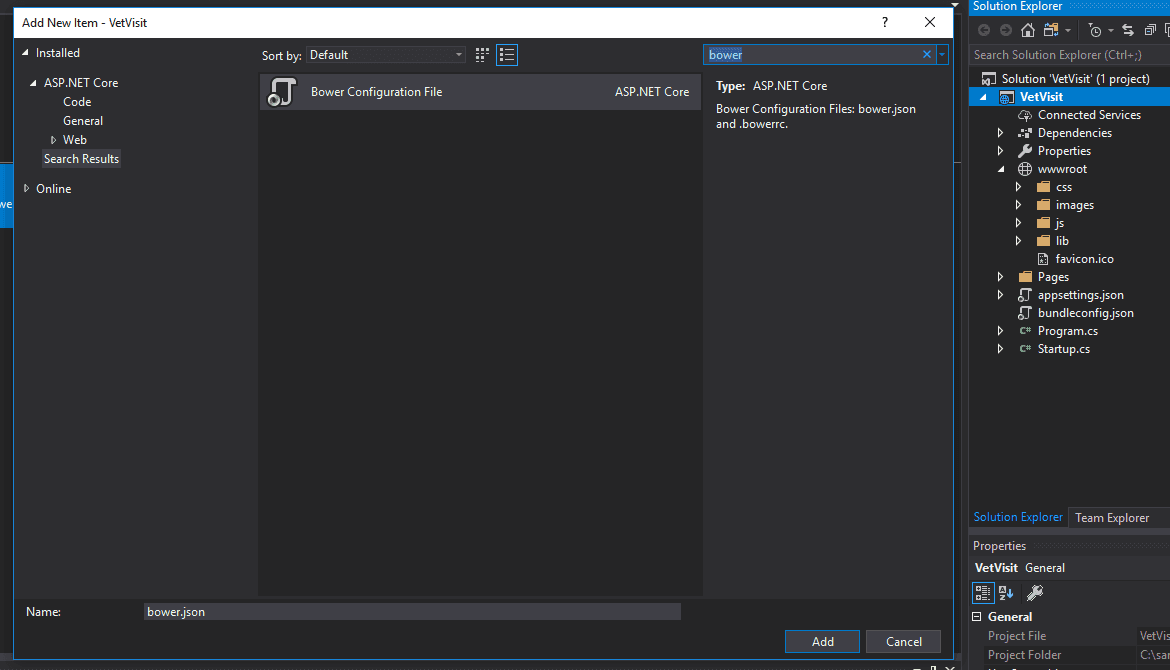 Add New Item - VetVisit
?
Installed
ASP.NET Core
Code
General
Web
Search Results
Online
Sort by: Default
Bower Configuration File ASP.NET Core
bower
Type: ASP.NET Core
Bower Configuration Files: bower.json
and .bowerrc.
Name: bower.json
Add Cancel
we
Solution Explorer
Search Solution Explorer (Ctrl+;)
Solution 'VetVisit' (1 project)
VetVisit
Connected Services
Dependencies
Properties
wwwroot
css
images
js
lib
favicon.ico
Pages
appsettings.json
bundleconfig.json
C# Program.cs
C# Startup.cs
Solution Explorer Team Explorer
Properties
VetVisit General
General
Project File VetVis
Project Folder C:\sar